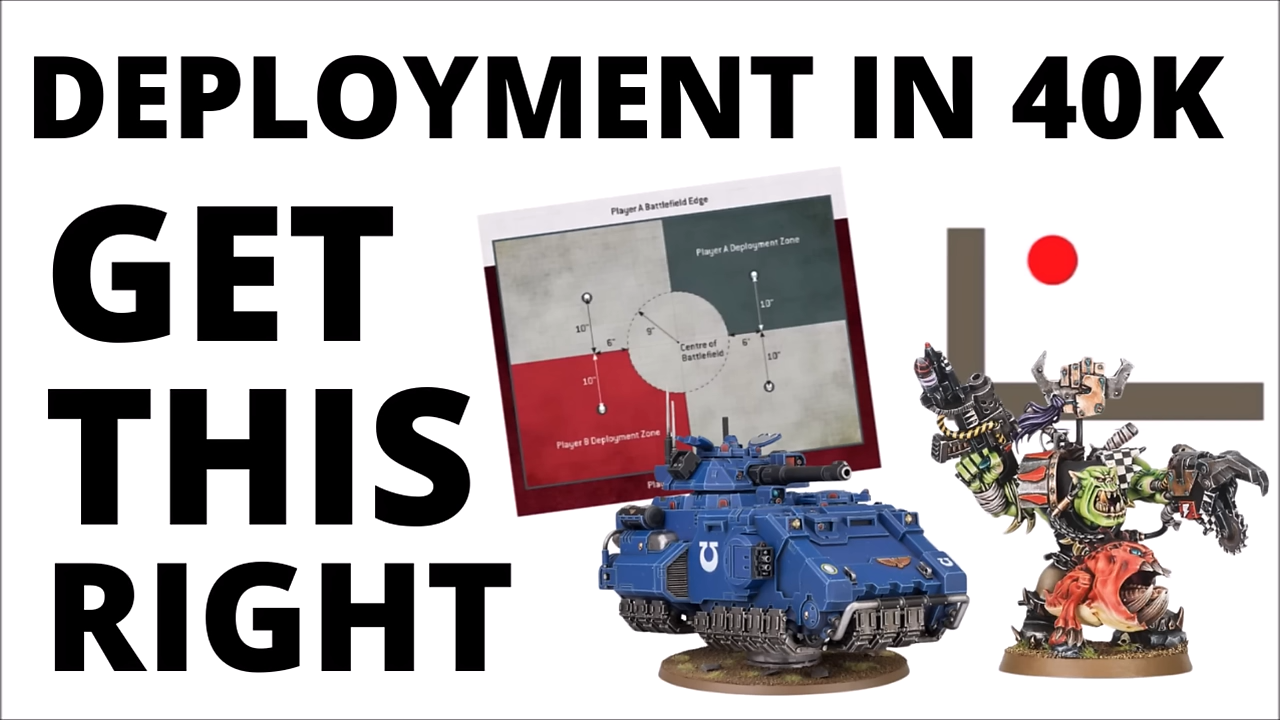 DEPLOYMENT IN 40K
GET
THIS
RIGHT
Player A Battlefield Edge
Player A Deployment Zone
10"
10"
9"
6"
6"
Centre of
Battlefield
10"
10"
Player B Deployment Zone